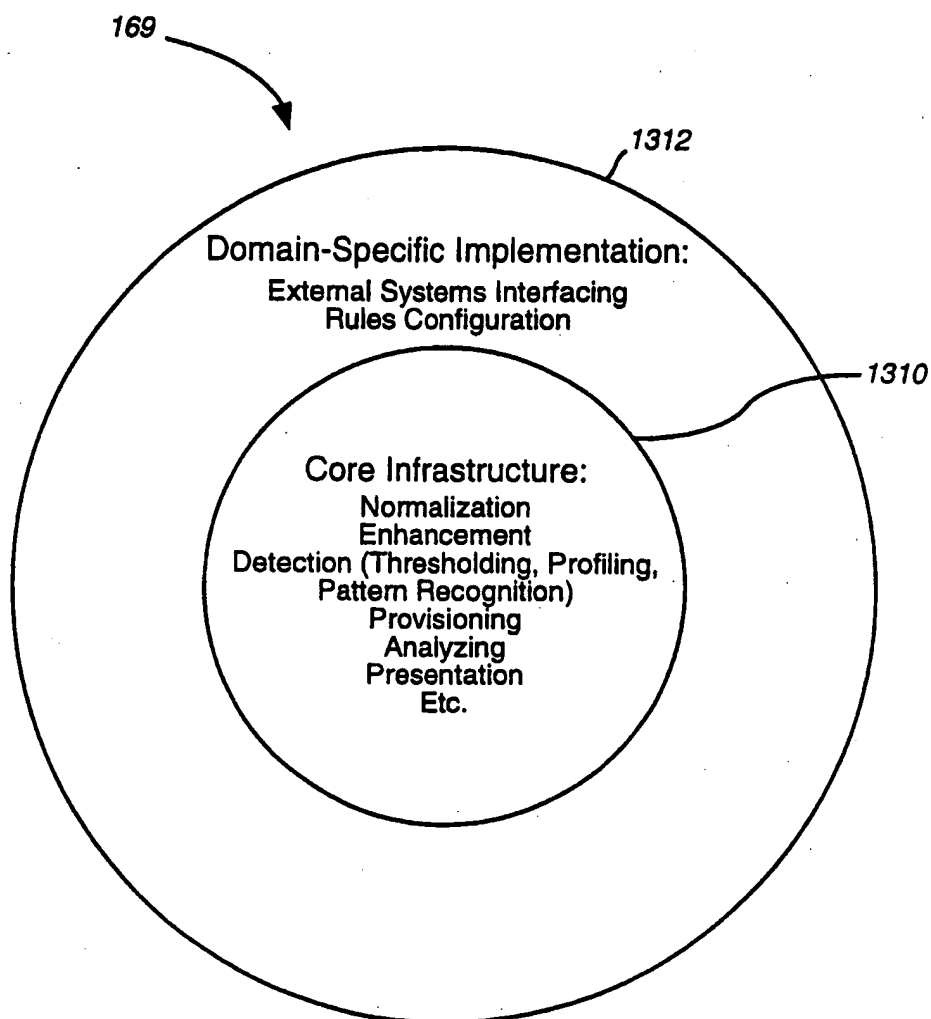 169
1312
Domain-Specific Implementation:
External Systems Interfacing
Rules Configuration
1310
Core Infrastructure:
Normalization
Enhancement
Detection (Thresholding, Profiling,
Pattern Recognition)
Provisioning
Analyzing
Presentation
Etc.